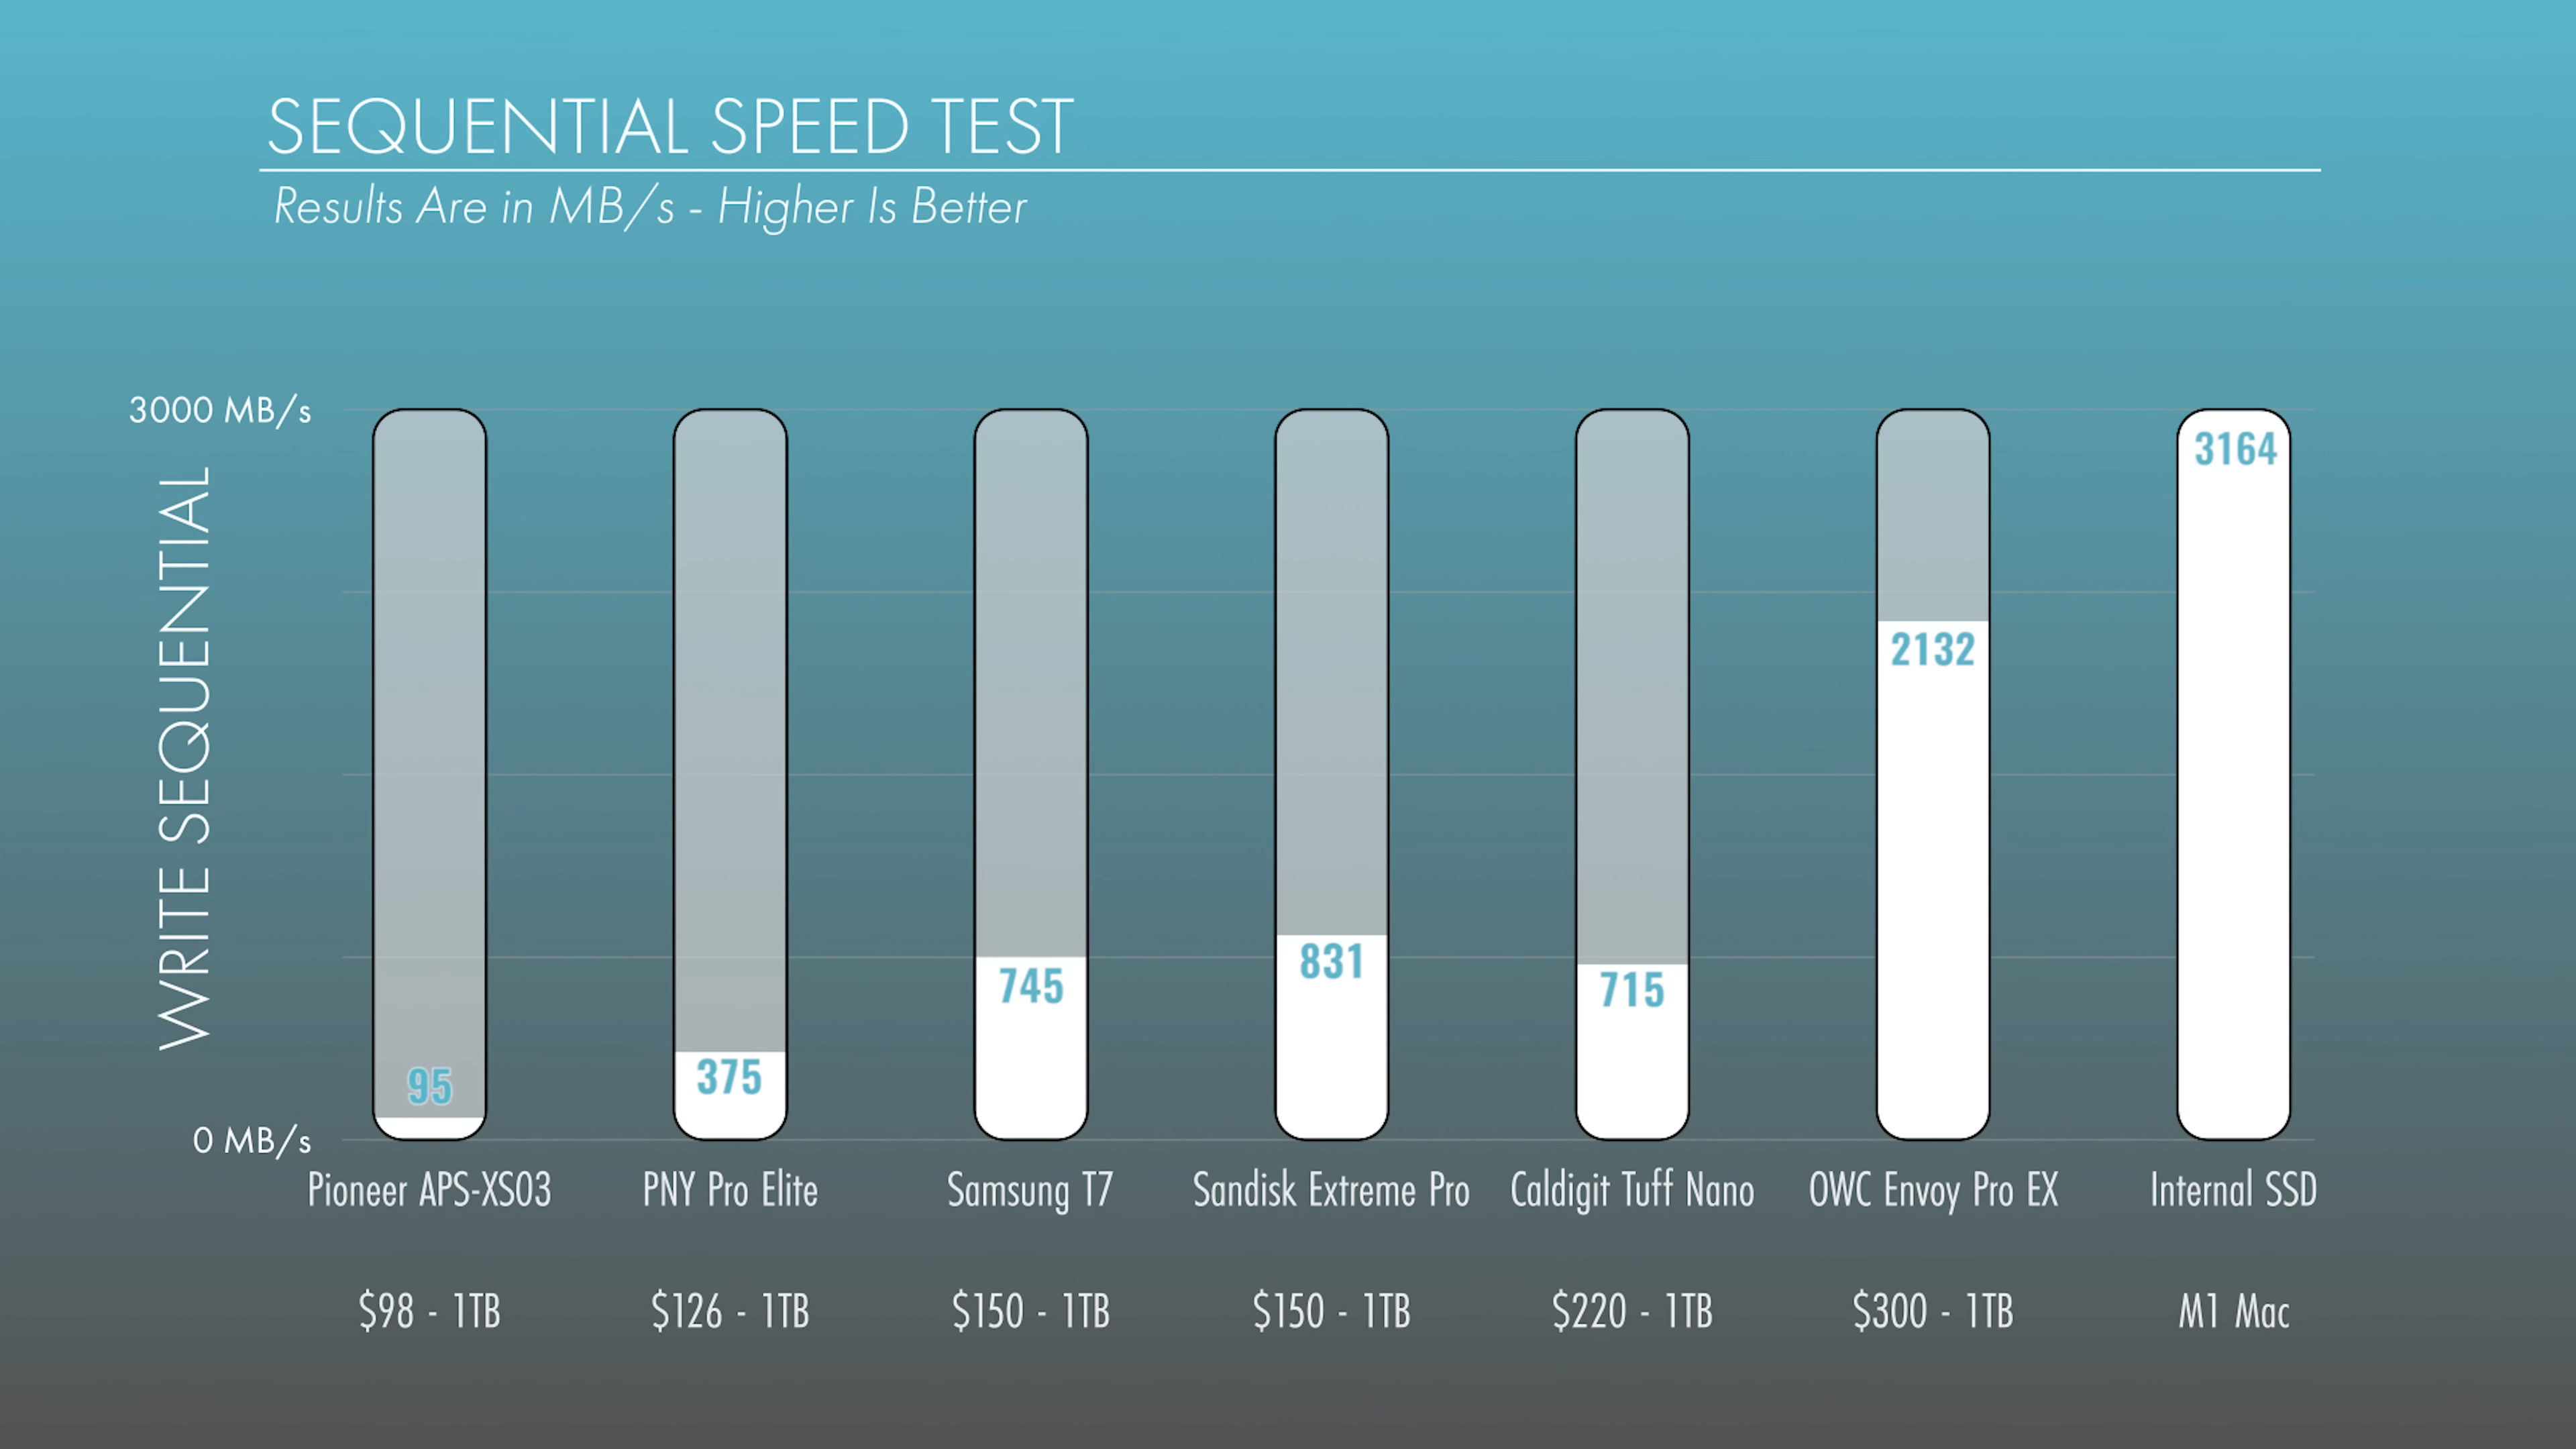 SEQUENTIAL SPEED TEST
Results Are in MB/s - Higher Is Better
3000 MB/s
WRITE SEQUENTIAL
0 MB/s
95
375
745
831
715
2132
3164
Pioneer APS-XS03
PNY Pro Elite
Samsung T7
Sandisk Extreme Pro
Caldigit Tuff Nano
OWC Envoy Pro EX
Internal SSD
$98 - 1TB
$126 - 1TB
$150 - 1TB
$150 - 1TB
$220 - 1TB
$300 - 1TB
M1 Mac